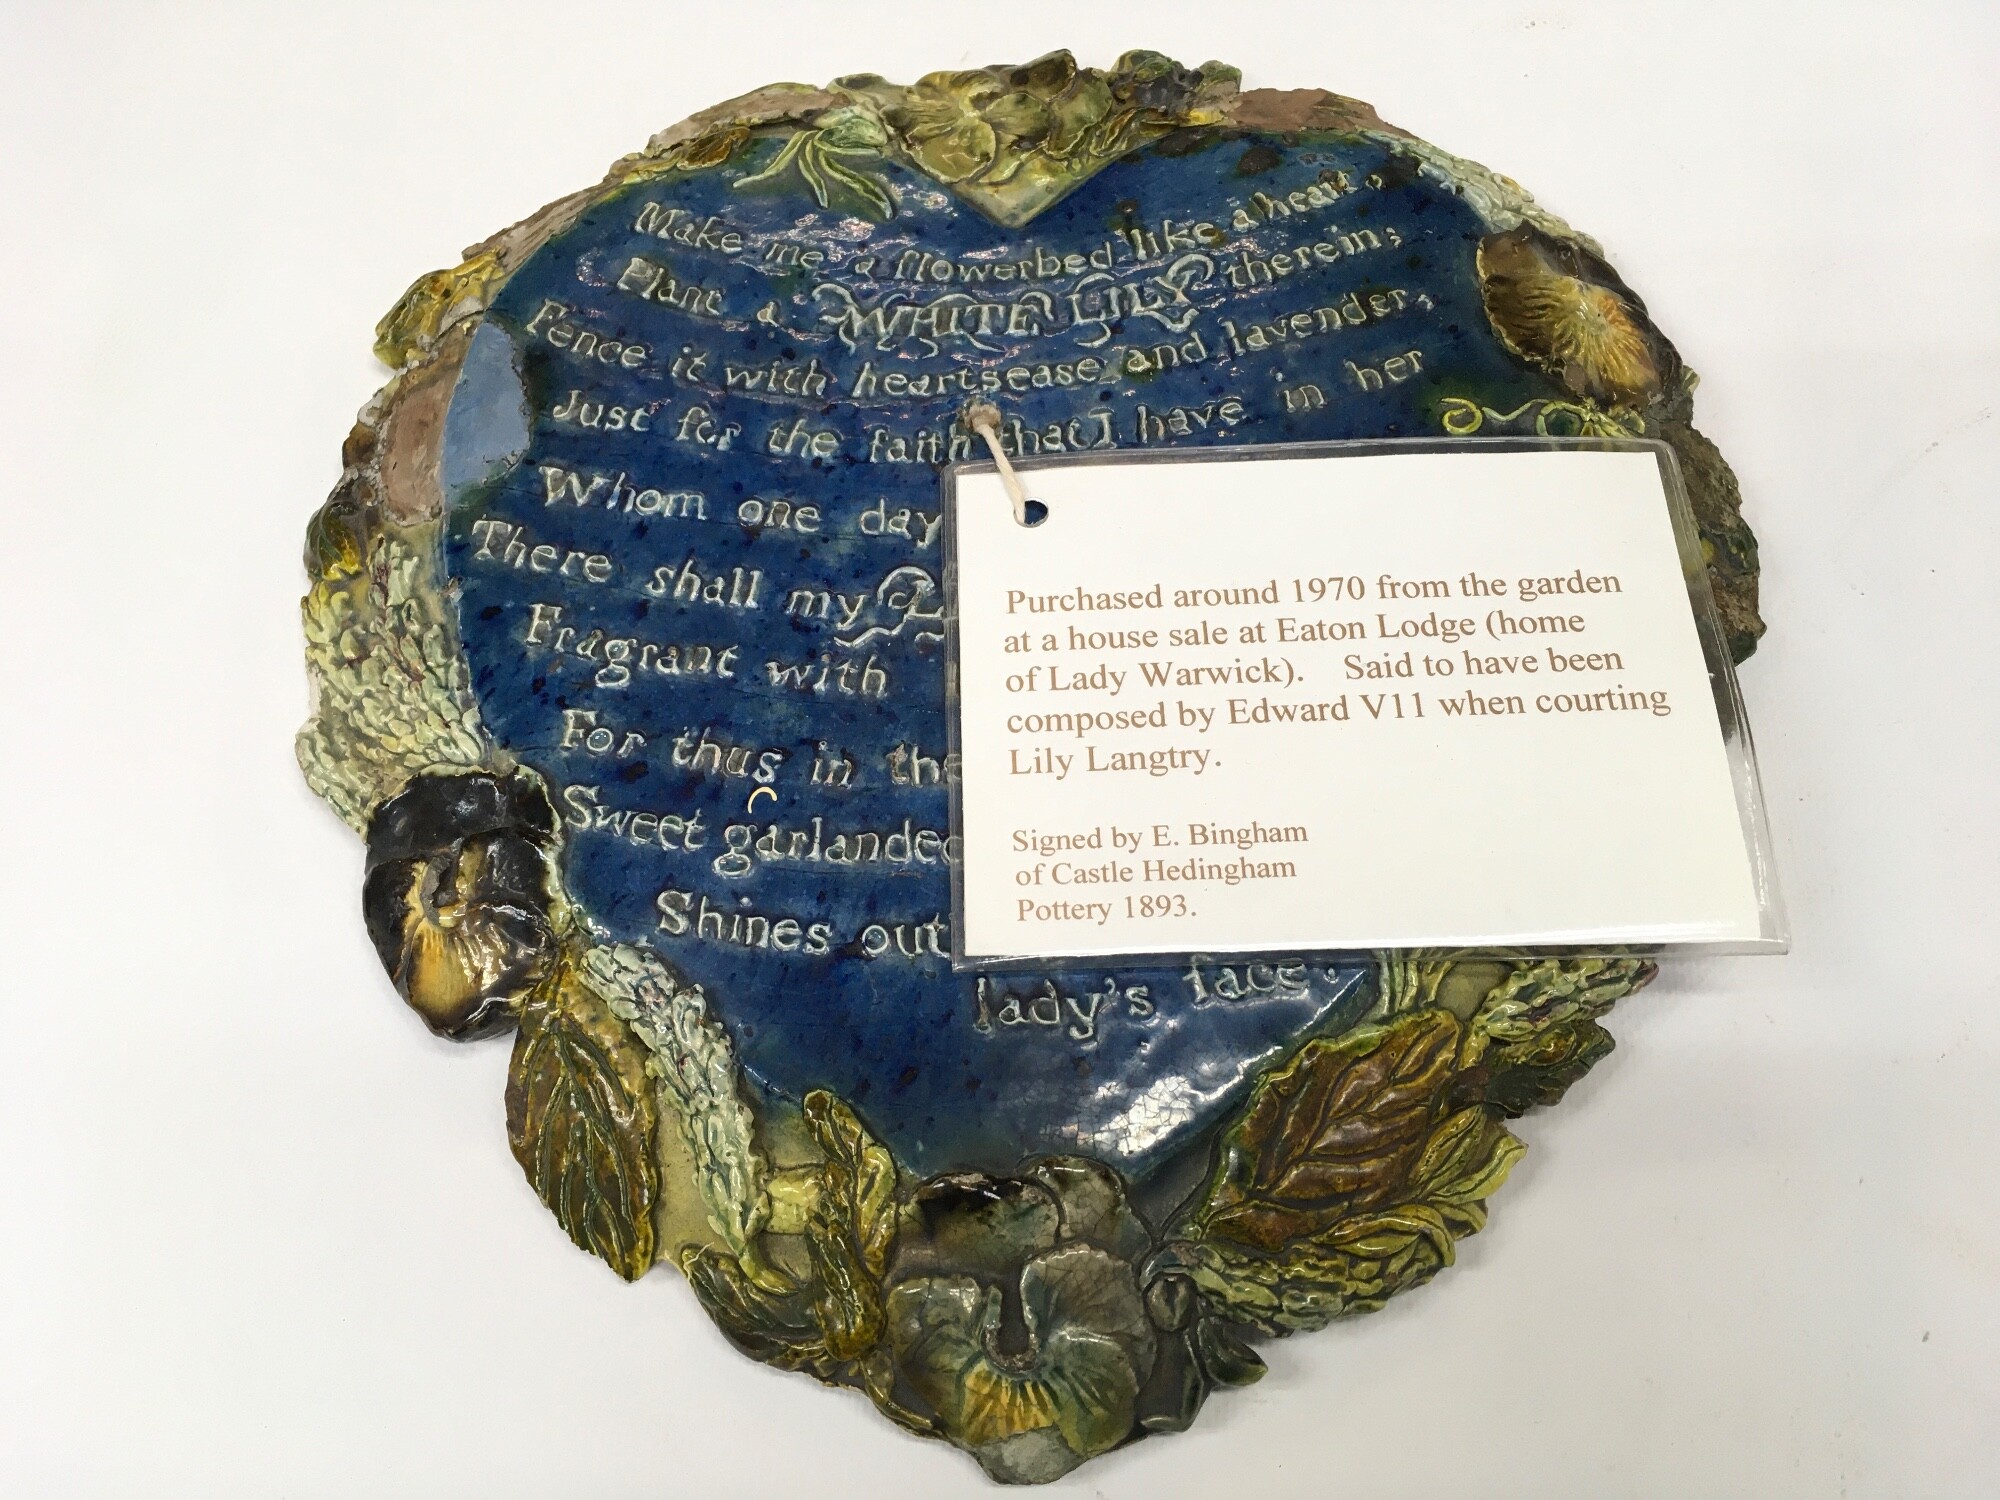 Make me a flowerbed like a heart,
Plant a WHITE LILY therein;
Fence it with heartsease and lavender,
Just for the faith that I have in her
Whom one day
There shall my
Fragrant with
For thus in the
Sweet garlanded
Shines out
lady's face.
Purchased around 1970 from the garden
at a house sale at Eaton Lodge (home
of Lady Warwick). Said to have been
composed by Edward V11 when courting
Lily Langtry.
Signed by E. Bingham
of Castle Hedingham
Pottery 1893.